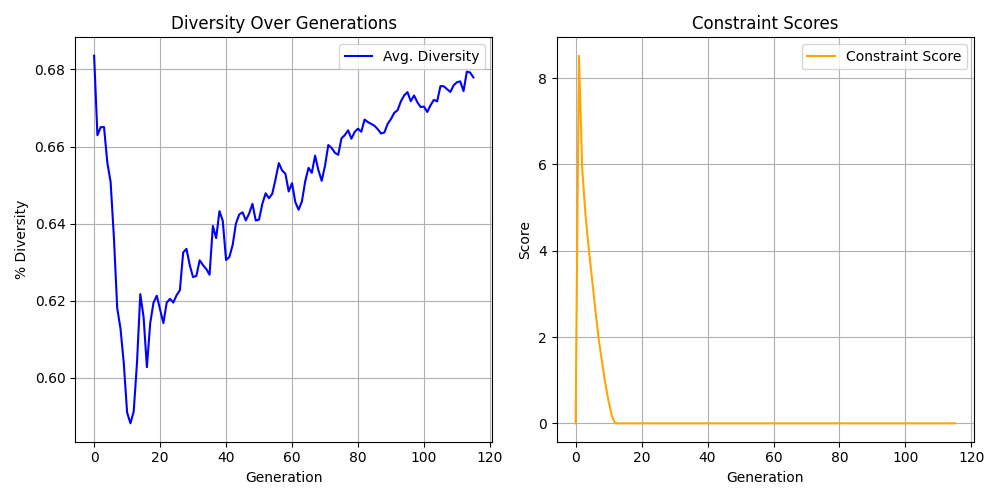 Diversity Over Generations
Avg. Diversity
% Diversity
0.68
0.66
0.64
0.62
0.60
0 20 40 60 80 100 120
Generation
Constraint Scores
Constraint Score
Score
8
6
4
2
0
0 20 40 60 80 100 120
Generation